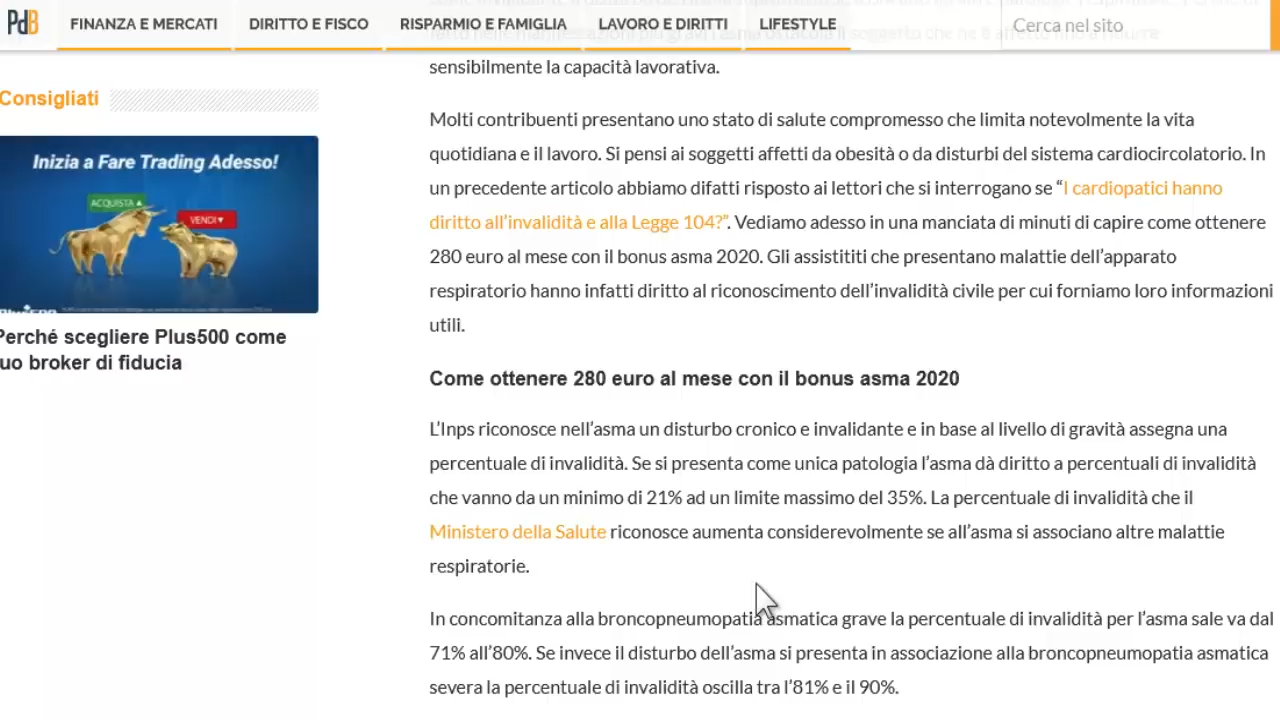 PdB
FINANZA E MERCATI
DIRITTO E FISCO
RISPARMIO E FAMIGLIA
LAVORO E DIRITTI
LIFESTYLE
Cerca nel sito
Consigliati
Inizia a Fare Trading Adesso!
ACQUISTA
VENDI
Perché scegliere Plus500 come
uo broker di fiducia
sensibilmente la capacità lavorativa.
Molti contribuenti presentano uno stato di salute compromesso che limita notevolmente la vita
quotidiana e il lavoro. Si pensi ai soggetti affetti da obesità o da disturbi del sistema cardiocircolatorio. In
un precedente articolo abbiamo difatti risposto ai lettori che si interrogano se “I cardiopatici hanno
diritto all’invalidità e alla Legge 104?”. Vediamo adesso in una manciata di minuti di capire come ottenere
280 euro al mese con il bonus asma 2020. Gli assistititi che presentano malattie dell’apparato
respiratorio hanno infatti diritto al riconoscimento dell’invalidità civile per cui forniamo loro informazioni
utili.
Come ottenere 280 euro al mese con il bonus asma 2020
L’Inps riconosce nell’asma un disturbo cronico e invalidante e in base al livello di gravità assegna una
percentuale di invalidità. Se si presenta come unica patologia l’asma dà diritto a percentuali di invalidità
che vanno da un minimo di 21% ad un limite massimo del 35%. La percentuale di invalidità che il
Ministero della Salute riconosce aumenta considerevolmente se all’asma si associano altre malattie
respiratorie.
In concomitanza alla broncopneumopatia asmatica grave la percentuale di invalidità per l’asma sale va dal
71% all’80%. Se invece il disturbo dell’asma si presenta in associazione alla broncopneumopatia asmatica
severa la percentuale di invalidità oscilla tra l’81% e il 90%.